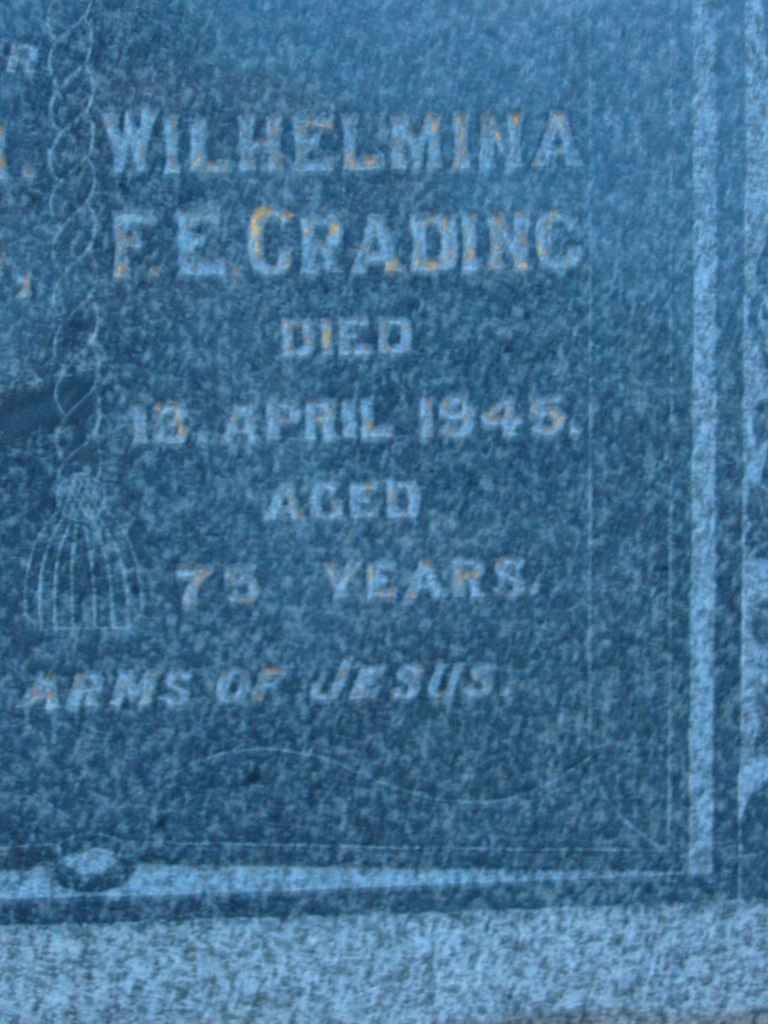 WILHELMINA
F.E. GRADING
DIED
13. APRIL 1945.
AGED
75 YEARS.
ARMS OF JESUS.